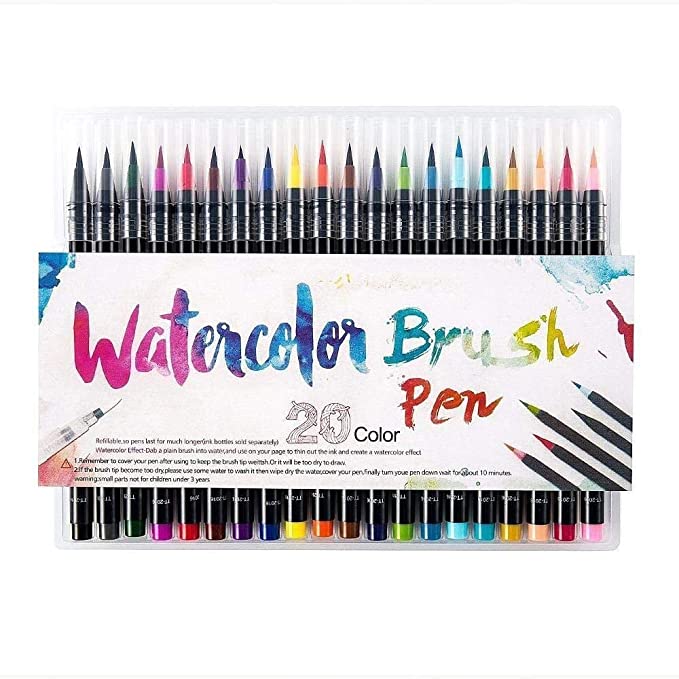 Watercolor Brush
Pen
20 Color
Refillable,so pens last for much longer(ink bottles sold separately)
Watercolor Effect-Dab a plain brush into water,and use on your page to thin out the ink and create a watercolor effect
1.Remember to cover your pen after using to keep the brush tip weittah.Or it will be too dry to draw.
2.If the brush tip become too dry,please use some water to wash it then wipe dry the water,cover your pen.finally turn youe pen down wait for about 10 minutes.
warning:small parts not for children under 3 years